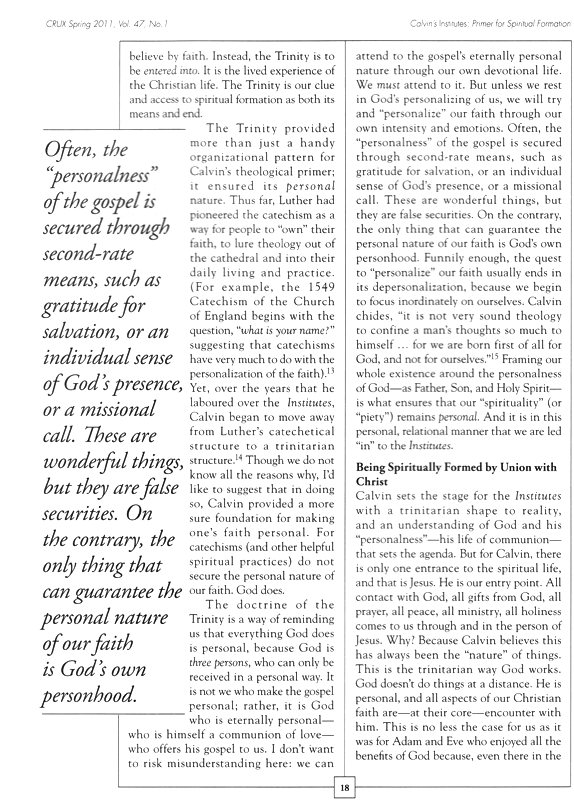 CRUX Spring 2011, Vol. 47, No.1
Calvin's Institutes: Primer for Spiritual Formation
believe by faith. Instead, the Trinity is to
be entered into. It is the lived experience of
the Christian life. The Trinity is our clue
and access to spiritual formation as both its
means and end.
The Trinity provided
more than just a handy
organizational pattern for
Calvin's theological primer;
it ensured its personal
nature. Thus far, Luther had
pioneered the catechism as a
way for people to "own" their
faith, to lure theology out of
the cathedral and into their
daily living and practice.
(For example, the 1549
Catechism of the Church
of England begins with the
question, "what is your name?"
suggesting that catechisms
have very much to do with the
personalization of the faith).13
Yet, over the years that he
laboured over the Institutes,
Calvin began to move away
from Luther's catechetical
structure to a trinitarian
structure.14 Though we do not
know all the reasons why, I'd
like to suggest that in doing
so, Calvin provided a more
sure foundation for making
one's faith personal. For
catechisms (and other helpful
spiritual practices) do not
secure the personal nature of
our faith. God does.
The doctrine of the
Trinity is a way of reminding
us that everything God does
is personal, because God is
three persons, who can only be
received in a personal way. It
is not we who make the gospel
personal; rather, it is God
who is eternally personal—
who is himself a communion of love—
who offers his gospel to us. I don't want
to risk misunderstanding here: we can
Often, the
"personalness"
of the gospel is
secured through
second-rate
means, such as
gratitude for
salvation, or an
individual sense
of God's presence,
or a missional
call. These are
wonderful things,
but they are false
securities. On
the contrary, the
only thing that
can guarantee the
personal nature
of our faith
is God's own
personhood.
attend to the gospel's eternally personal
nature through our own devotional life.
We must attend to it. But unless we rest
in God's personalizing of us, we will try
and "personalize" our faith through our
own intensity and emotions. Often, the
"personalness" of the gospel is secured
through second-rate means, such as
gratitude for salvation, or an individual
sense of God's presence, or a missional
call. These are wonderful things, but
they are false securities. On the contrary,
the only thing that can guarantee the
personal nature of our faith is God's own
personhood. Funnily enough, the quest
to "personalize" our faith usually ends in
its depersonalization, because we begin
to focus inordinately on ourselves. Calvin
chides, "it is not very sound theology
to confine a man's thoughts so much to
himself ... for we are born first of all for
God, and not for ourselves."15 Framing our
whole existence around the personalness
of God—as Father, Son, and Holy Spirit—
is what ensures that our "spirituality" (or
"piety") remains personal. And it is in this
personal, relational manner that we are led
"in" to the Institutes.
Being Spiritually Formed by Union with
Christ
Calvin sets the stage for the Institutes
with a trinitarian shape to reality,
and an understanding of God and his
"personalness"—his life of communion—
that sets the agenda. But for Calvin, there
is only one entrance to the spiritual life,
and that is Jesus. He is our entry point. All
contact with God, all gifts from God, all
prayer, all peace, all ministry, all holiness
comes to us through and in the person of
Jesus. Why? Because Calvin believes this
has always been the "nature" of things.
This is the trinitarian way God works.
God doesn't do things at a distance. He is
personal, and all aspects of our Christian
faith are—at their core—encounter with
him. This is no less the case for us as it
was for Adam and Eve who enjoyed all the
benefits of God because, even there in the
18